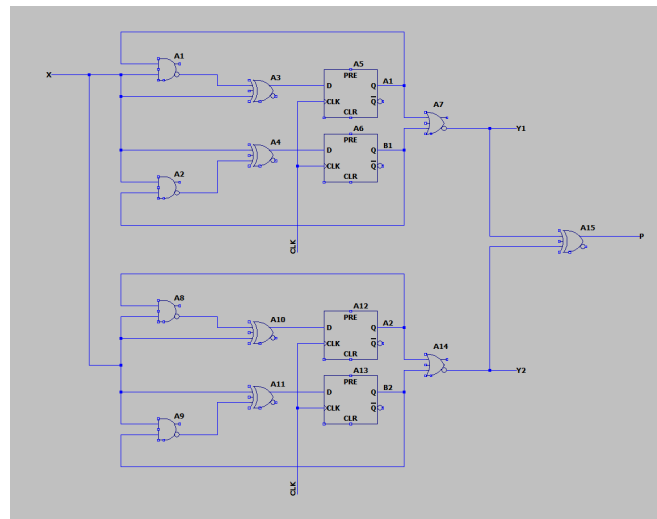 A1
A5
PRE
X
A3
D
Q
A1
CLK
Q
A7
CLR
A4
A6
PRE
D
Q
B1
Y1
CLK
Q
A2
CLR
A15
P
CLK
A8
A12
PRE
A10
D
Q
A2
CLK
Q
A14
CLR
A11
A13
PRE
D
Q
B2
Y2
CLK
Q
A9
CLR
CLK